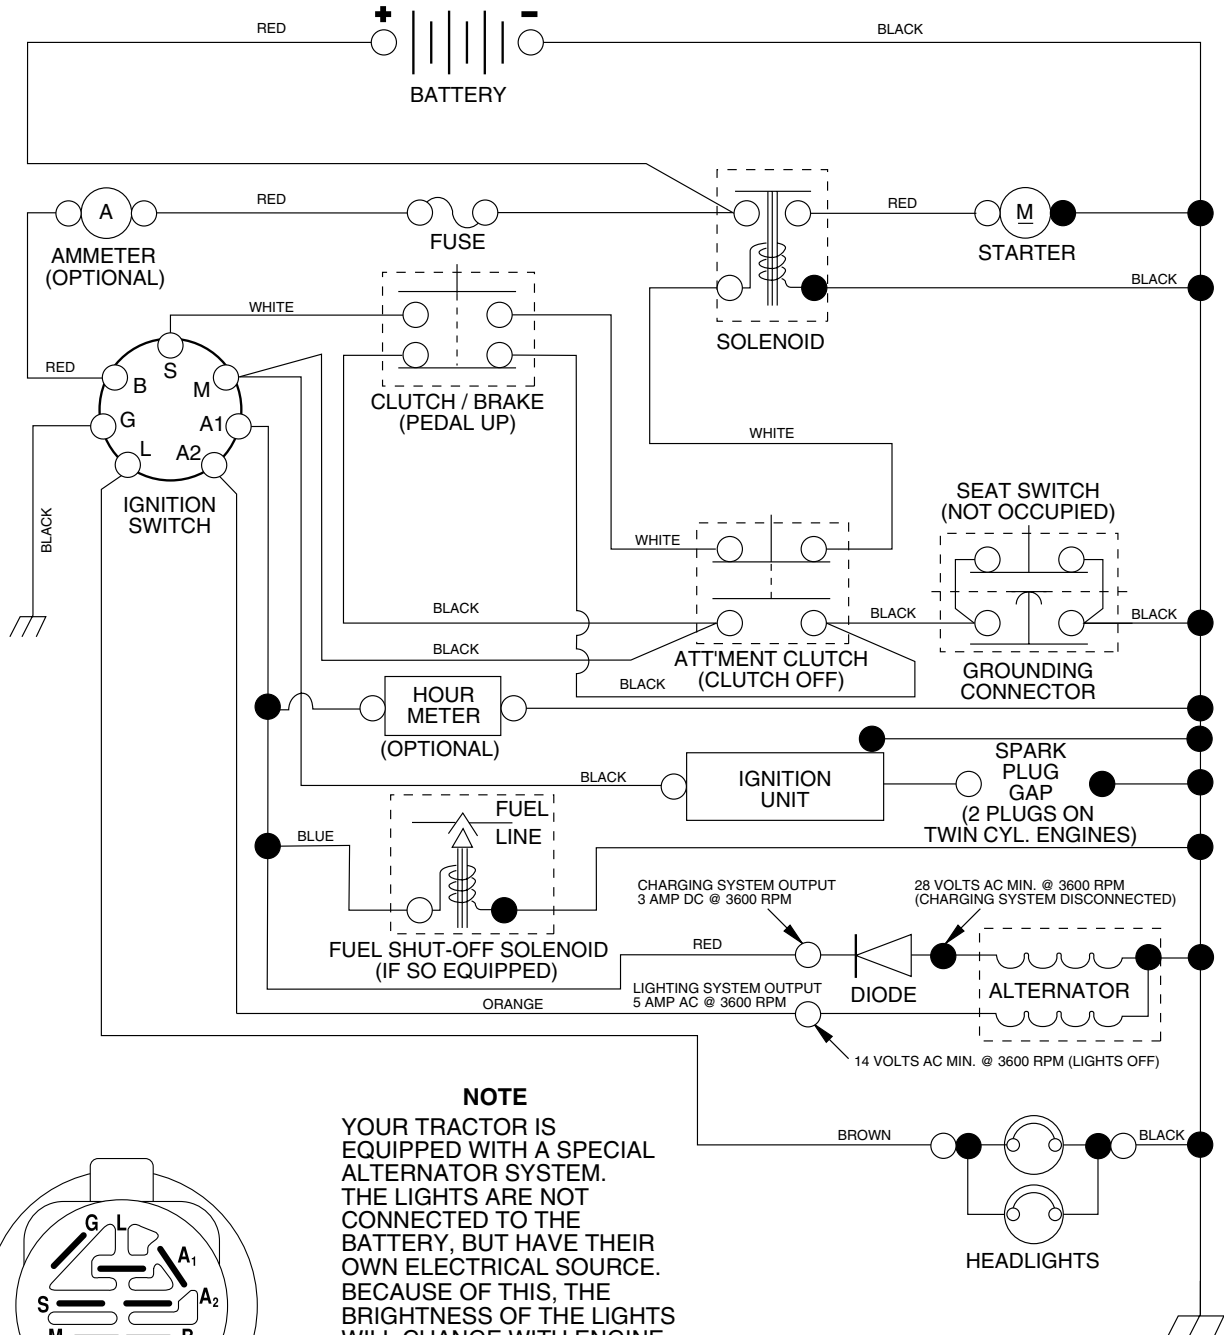 +
-
RED
BLACK
BATTERY
A
RED
FUSE
RED
M
STARTER
AMMETER
(OPTIONAL)
BLACK
SOLENOID
WHITE
RED
S
B
M
G
A1
L
A2
IGNITION
SWITCH
CLUTCH / BRAKE
(PEDAL UP)
WHITE
BLACK
SEAT SWITCH
(NOT OCCUPIED)
WHITE
BLACK
BLACK
BLACK
BLACK
ATT'MENT CLUTCH
(CLUTCH OFF)
BLACK
GROUNDING
CONNECTOR
HOUR
METER
(OPTIONAL)
BLACK
IGNITION
UNIT
SPARK
PLUG
GAP
(2 PLUGS ON
TWIN CYL. ENGINES)
BLUE
FUEL
LINE
FUEL SHUT-OFF SOLENOID
(IF SO EQUIPPED)
CHARGING SYSTEM OUTPUT
3 AMP DC @ 3600 RPM
28 VOLTS AC MIN. @ 3600 RPM
(CHARGING SYSTEM DISCONNECTED)
RED
DIODE
ALTERNATOR
LIGHTING SYSTEM OUTPUT
5 AMP AC @ 3600 RPM
ORANGE
14 VOLTS AC MIN. @ 3600 RPM (LIGHTS OFF)
BROWN
BLACK
HEADLIGHTS
NOTE
YOUR TRACTOR IS
EQUIPPED WITH A SPECIAL
ALTERNATOR SYSTEM.
THE LIGHTS ARE NOT
CONNECTED TO THE
BATTERY, BUT HAVE THEIR
OWN ELECTRICAL SOURCE.
BECAUSE OF THIS, THE
BRIGHTNESS OF THE LIGHTS
WILL CHANGE WITH ENGINE
G
L
A1
A2
S
M
B